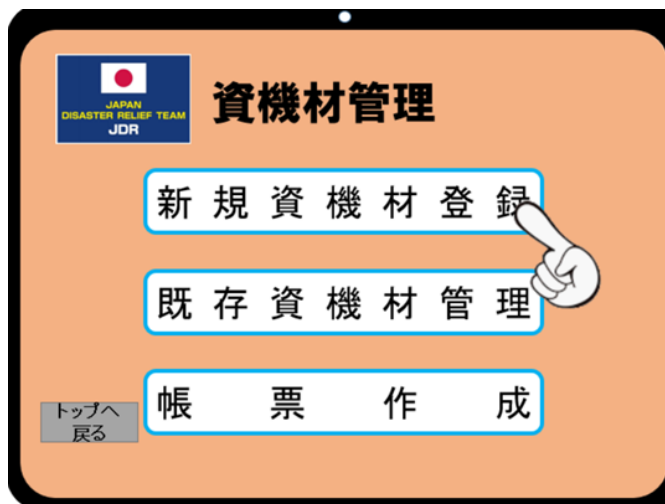 JAPAN
DISASTER RELIEF TEAM
JDR
資機材管理
新規資機材登録
既存資機材管理
帳票作成
トップへ
戻る